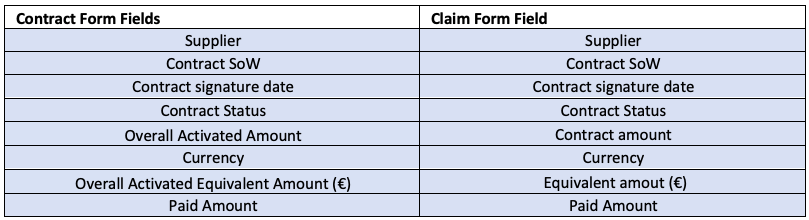 Contract Form Fields Claim Form Field
Supplier Supplier
Contract SoW Contract SoW
Contract signature date Contract signature date
Contract Status Contract Status
Overall Activated Amount Contract amount
Currency Currency
Overall Activated Equivalent Amount (€) Equivalent amout (€)
Paid Amount Paid Amount